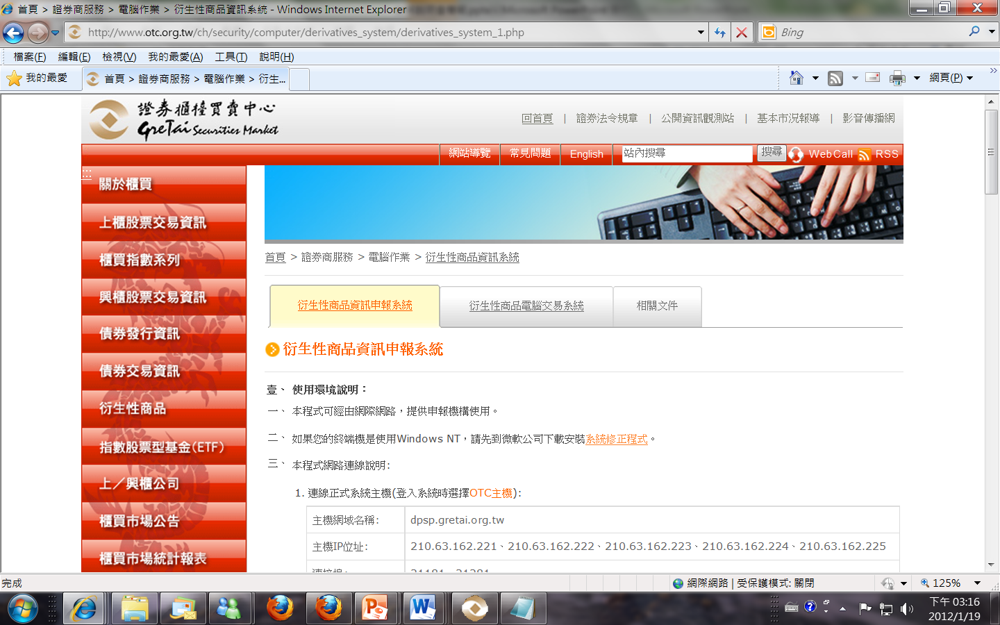 首頁 > 證券商服務 > 電腦作業 > 衍生性商品資訊系統 - Windows Internet Explorer
http://www.otc.org.tw/ch/security/computer/derivatives_system/derivatives_system_1.php
Bing
檔案(F) 編輯(E) 檢視(V) 我的最愛(A) 工具(T) 說明(H)
我的最愛
首頁 > 證券商服務 > 電腦作業 > 衍生...
網頁(P)
證券櫃檯買賣中心
GreTai Securities Market
回首頁 | 證券法令規章 | 公開資訊觀測站 | 基本市況報導 | 影音傳播網
網站導覽 常見問題 English 站內搜尋 搜尋 WebCall RSS
:::
關於櫃買
上櫃股票交易資訊
櫃買指數系列
興櫃股票交易資訊
債券發行資訊
債券交易資訊
衍生性商品
指數股票型基金(ETF)
上／興櫃公司
櫃買市場公告
櫃買市場統計報表
首頁 > 證券商服務 > 電腦作業 > 衍生性商品資訊系統
衍生性商品資訊申報系統 衍生性商品電腦交易系統 相關文件
衍生性商品資訊申報系統
壹、 使用環境說明：
一、 本程式可經由網際網路，提供申報機構使用。
二、 如果您的終端機是使用Windows NT，請先到微軟公司下載安裝系統修正程式。
三、 本程式網路連線說明:
1. 連線正式系統主機(登入系統時選擇OTC主機):
主機網域名稱: dpsp.gretai.org.tw
主機IP位址: 210.63.162.221、210.63.162.222、210.63.162.223、210.63.162.224、210.63.162.225
完成
網際網路 | 受保護模式: 關閉
125%
下午 03:16
2012/1/19